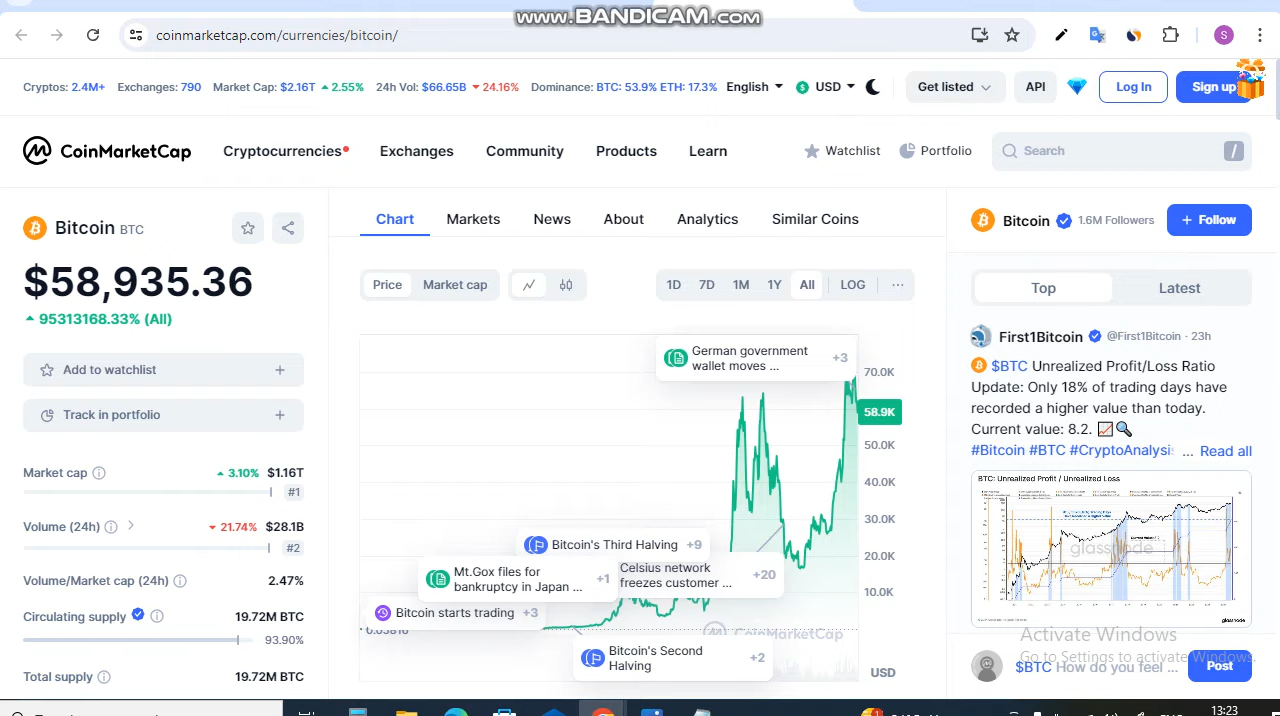 www.BANDICAM.com
coinmarketcap.com/currencies/bitcoin/
S
Cryptos: 2.4M+ Exchanges: 790 Market Cap: $2.16T 2.55% 24h Vol: $66.65B 24.16% Dominance: BTC: 53.9% ETH: 17.3% English USD Get listed API Log In Sign up
CoinMarketCap Cryptocurrencies Exchanges Community Products Learn Watchlist Portfolio Search /
Bitcoin BTC
$58,935.36
95313168.33% (All)
Add to watchlist +
Track in portfolio +
Market cap 3.10% $1.16T
#1
Volume (24h) 21.74% $28.1B
#2
Volume/Market cap (24h) 2.47%
Circulating supply 19.72M BTC
93.90%
Total supply 19.72M BTC
Chart Markets News About Analytics Similar Coins
Price Market cap 1D 7D 1M 1Y All LOG ...
German government
wallet moves ... +3
70.0K
58.9K
50.0K
40.0K
30.0K
20.0K
10.0K
Bitcoin's Third Halving +9
Mt.Gox files for
bankruptcy in Japan ... +1
Celsius network
freezes customer ... +20
Bitcoin starts trading +3
CoinMarketCap
Bitcoin's Second
Halving +2
USD
Bitcoin 1.6M Followers + Follow
Top Latest
First1Bitcoin @First1Bitcoin · 23h
$BTC Unrealized Profit/Loss Ratio
Update: Only 18% of trading days have
recorded a higher value than today.
Current value: 8.2.
#Bitcoin #BTC #CryptoAnalysis ... Read all
BTC: Unrealized Profit / Unrealized Loss
glassnode
glassnode
Activate Windows
Go to Settings to activate Windows.
$BTC How do you feel ... Post
13:23